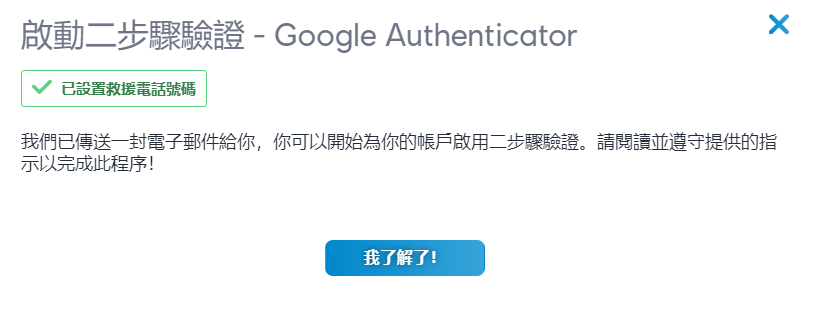 啟動二步驟驗證 - Google Authenticator
已設置救援電話號碼
我們已傳送一封電子郵件給你，你可以開始為你的帳戶啟用二步驟驗證。請閱讀並遵守提供的指
示以完成此程序！
我了解了！